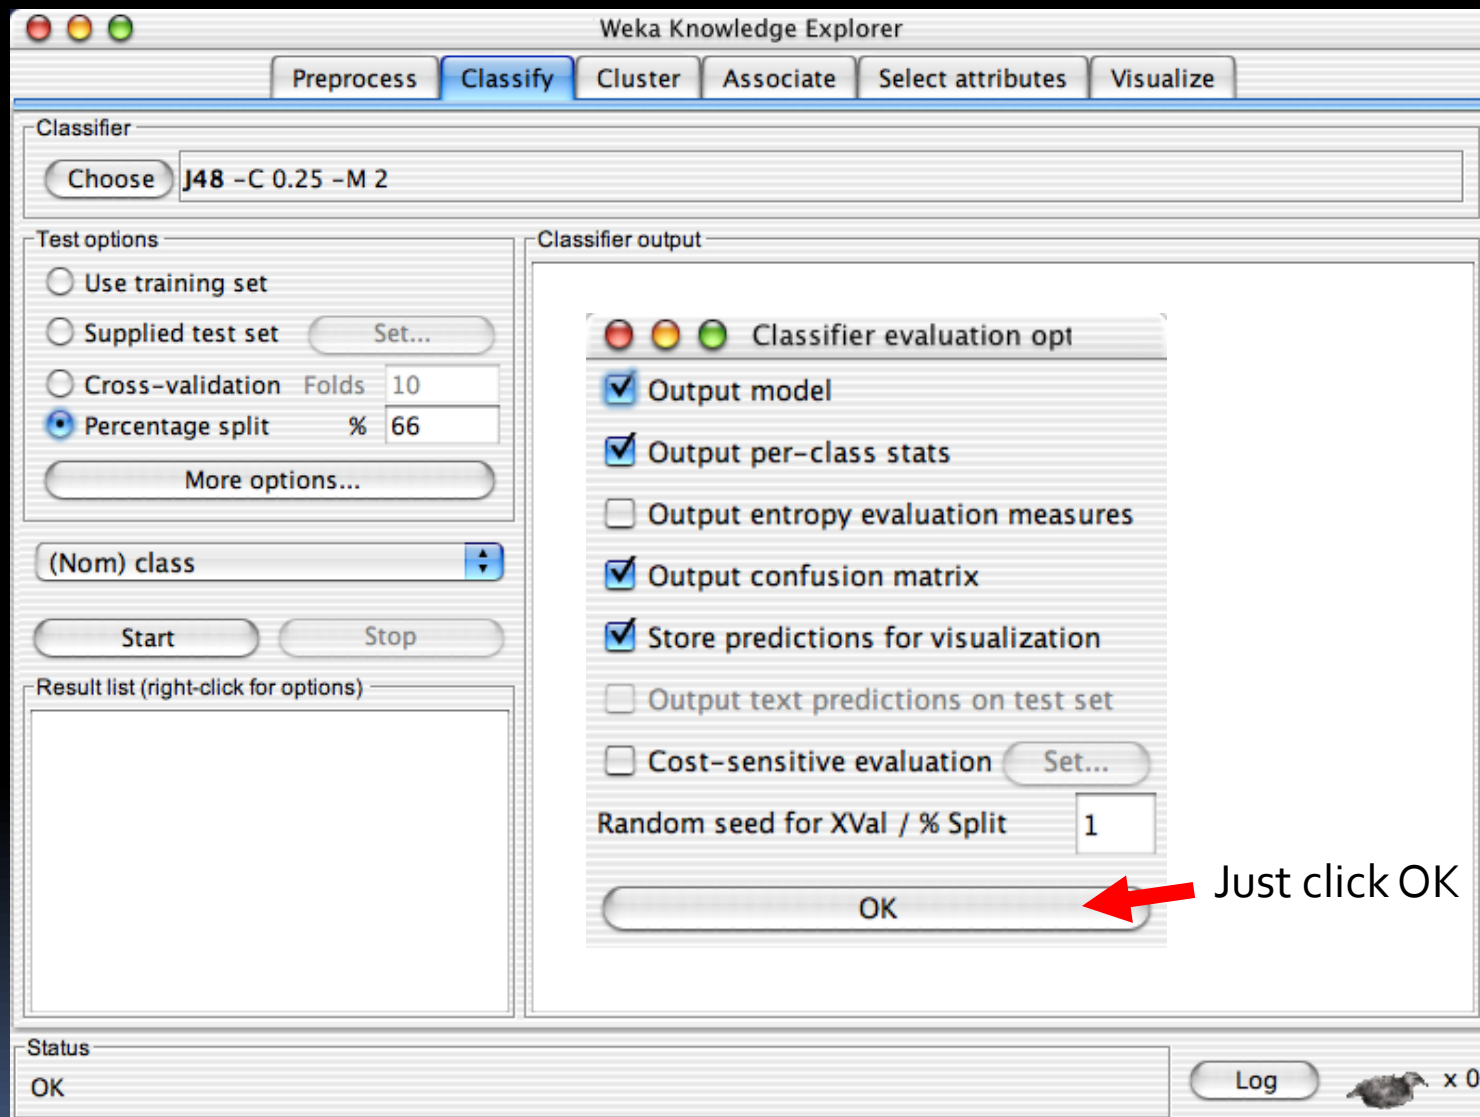 Weka Knowledge Explorer
Preprocess Classify Cluster Associate Select attributes Visualize
Classifier
Choose J48 -C 0.25 -M 2
Test options
Use training set
Supplied test set Set...
Cross-validation Folds 10
Percentage split % 66
More options...
(Nom) class
Start Stop
Result list (right-click for options)
Classifier output
Classifier evaluation opt
Output model
Output per-class stats
Output entropy evaluation measures
Output confusion matrix
Store predictions for visualization
Output text predictions on test set
Cost-sensitive evaluation Set...
Random seed for XVal / % Split 1
OK
Just click OK
Status
OK
Log x 0